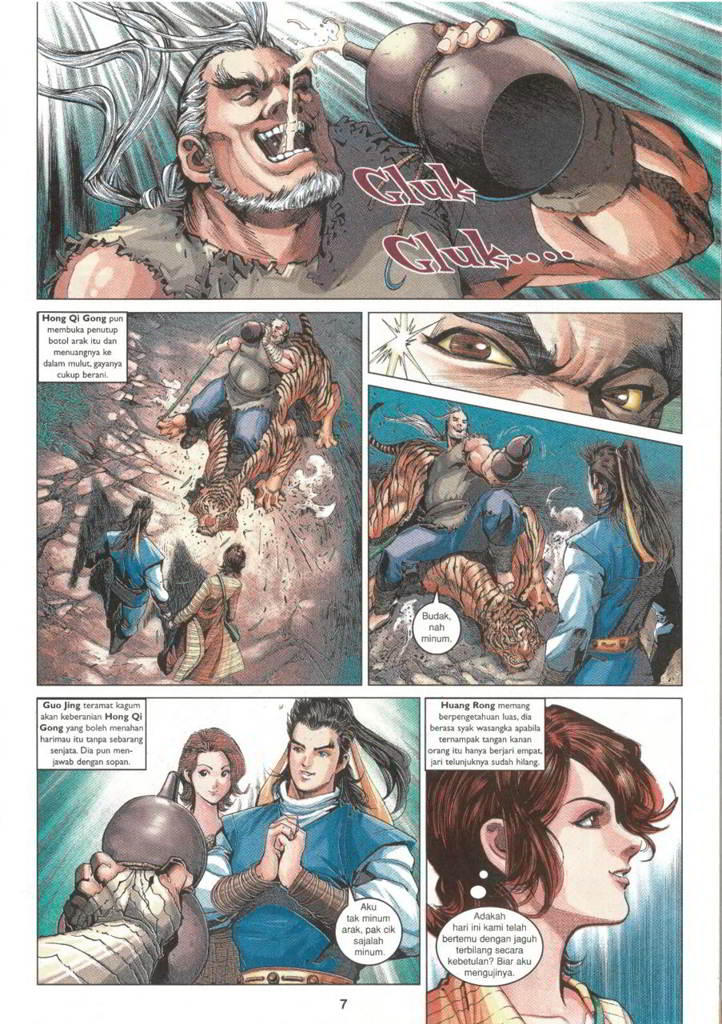 Gluk
Gluk....
Hong Qi Gong pun
membuka penutup
botol arak itu dan
menuangnya ke
dalam mulut, gayanya
cukup berani.
Budak,
nah
minum.
Guo Jing teramat kagum
akan keberanian Hong Qi
Gong yang boleh menahan
harimau itu tanpa sebarang
senjata. Dia pun men-
jawab dengan sopan.
Aku
tak minum
arak, pak cik
sajalah
minum.
Huang Rong memang
berpengetahuan luas, dia
berasa syak wasangka apabila
ternampak tangan kanan
orang itu hanya berjari empat,
jari telunjuknya sudah hilang.
Adakah
hari ini kami telah
bertemu dengan jaguh
terbilang secara
kebetulan? Biar aku
mengujinya.
7